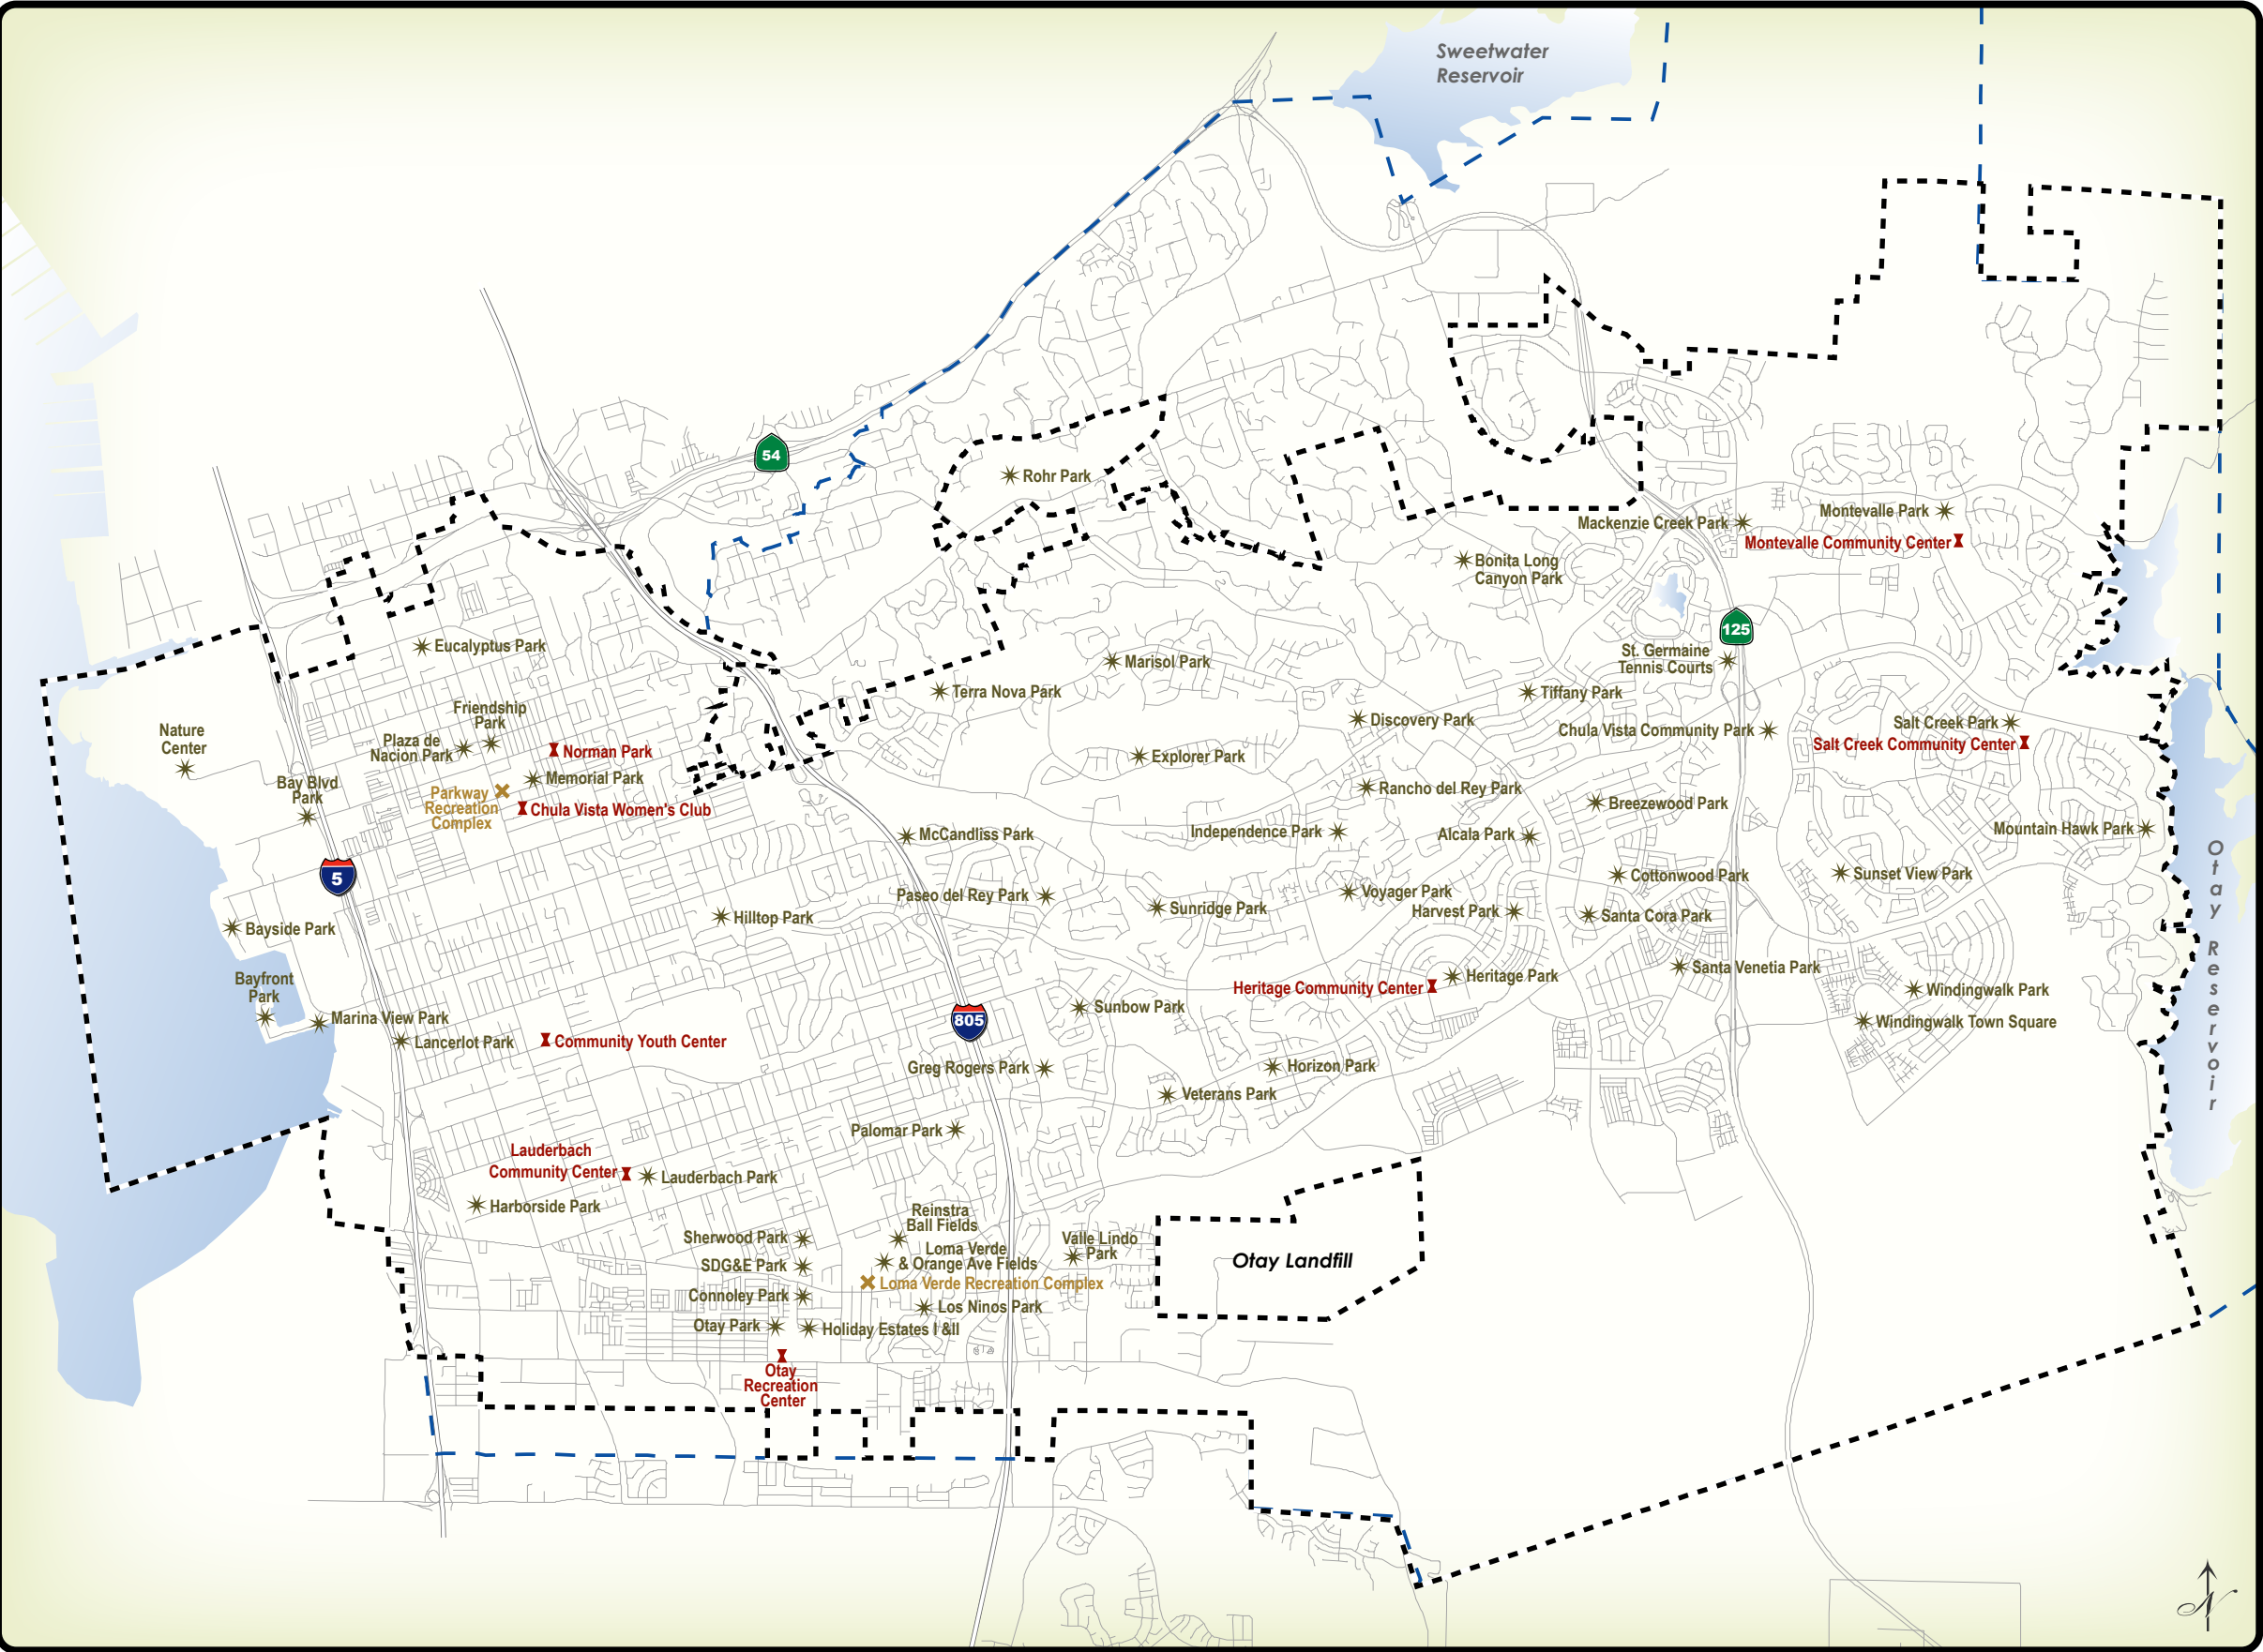 Sweetwater
Reservoir
54
Rohr Park
Mackenzie Creek Park
Montevalle Park
Montevalle Community Center
Bonita Long
Canyon Park
125
Eucalyptus Park
Marisol Park
St. Germaine
Tennis Courts
Terra Nova Park
Tiffany Park
Friendship
Park
Discovery Park
Salt Creek Park
Nature
Center
Chula Vista Community Park
Plaza de
Nacion Park
Norman Park
Salt Creek Community Center
Explorer Park
Bay Blvd
Park
Memorial Park
Parkway
Recreation
Complex
Rancho del Rey Park
Breezewood Park
Chula Vista Women's Club
McCandliss Park
Independence Park
Alcala Park
Mountain Hawk Park
5
Cottonwood Park
Sunset View Park
Otay Reservoir
Paseo del Rey Park
Voyager Park
Sunridge Park
Harvest Park
Santa Cora Park
Hilltop Park
Bayside Park
Santa Venetia Park
Heritage Park
Bayfront
Park
Heritage Community Center
Windingwalk Park
Sunbow Park
Marina View Park
805
Windingwalk Town Square
Lancerlot Park
Community Youth Center
Greg Rogers Park
Horizon Park
Veterans Park
Palomar Park
Lauderbach
Community Center
Lauderbach Park
Harborside Park
Reinstra
Ball Fields
Sherwood Park
Valle Lindo
Park
Loma Verde
& Orange Ave Fields
SDG&E Park
Otay Landfill
Loma Verde Recreation Complex
Connoley Park
Los Ninos Park
Otay Park
Holiday Estates I &II
Otay
Recreation
Center
N